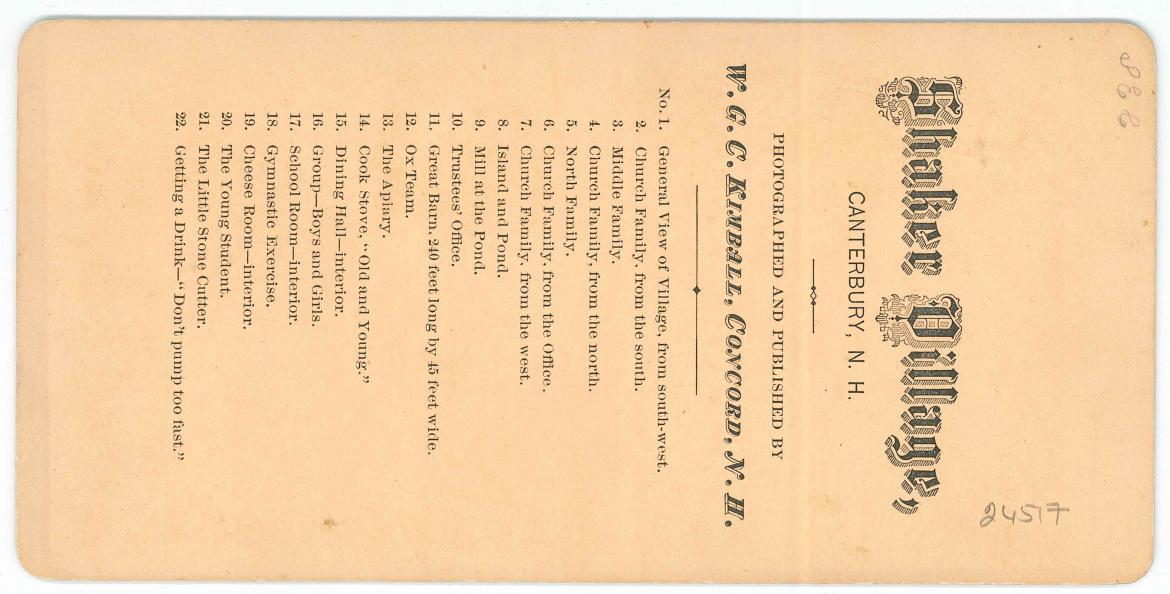 Shaker Village,
CANTERBURY, N. H.
PHOTOGRAPHED AND PUBLISHED BY
W. G. C. KIMBALL, CONCORD, N. H.
No. 1. General View of Village, from south-west.
2. Church Family, from the south.
3. Middle Family.
4. Church Family, from the north.
5. North Family.
6. Church Family, from the Office.
7. Church Family, from the west.
8. Island and Pond.
9. Mill at the Pond.
10. Trustees' Office.
11. Great Barn, 240 feet long by 45 feet wide.
12. Ox Team.
13. The Apiary.
14. Cook Stove, "Old and Young."
15. Dining Hall—interior.
16. Group—Boys and Girls.
17. School Room—interior.
18. Gymnastic Exercise.
19. Cheese Room—interior.
20. The Young Student.
21. The Little Stone Cutter.
22. Getting a Drink—"Don't pump too fast."
2457